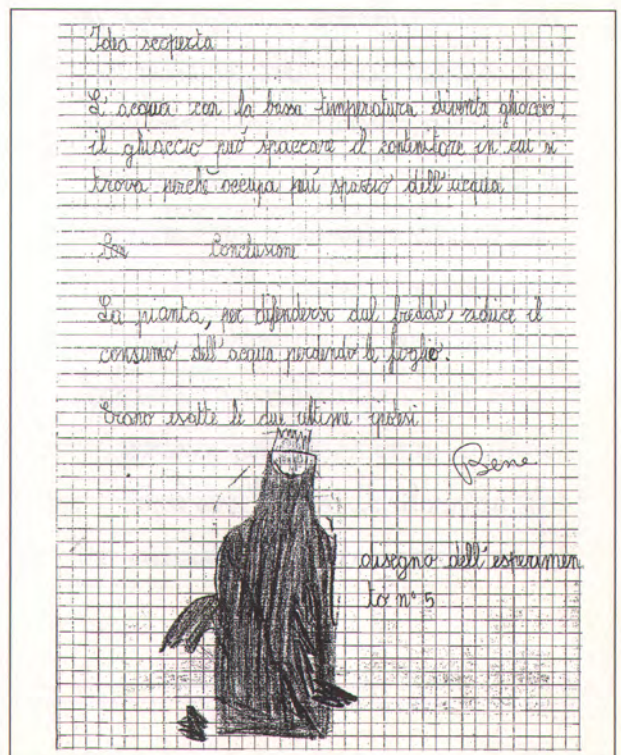 Idea scoperta
L'acqua con la bassa temperatura diventa ghiaccio,
il ghiaccio può spaccare il contenitore in cui si
trova perché occupa più spazio dell'acqua
Conclusione
La pianta, per difendersi dal freddo, riduce il
consumo dell'acqua perdendo le foglie.
Erano esatte le due ultime ipotesi
Bene
disegno dell'esperimen
to n° 5